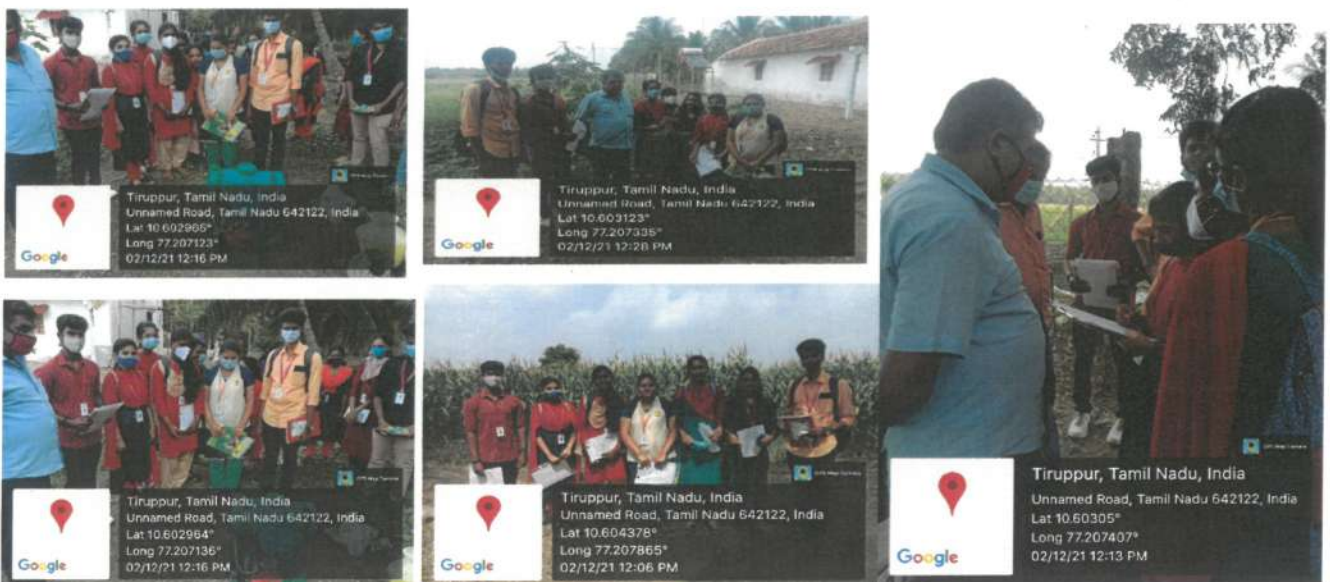 Tiruppur, Tamil Nadu, India
Unnamed Road, Tamil Nadu 642122, India
Lat 10.602965°
Long 77.207123°
02/12/21 12:16 PM
Google
Tiruppur, Tamil Nadu, India
Unnamed Road, Tamil Nadu 642122, India
Lat 10.603123°
Long 77.207335°
02/12/21 12:28 PM
Google
Tiruppur, Tamil Nadu, India
Unnamed Road, Tamil Nadu 642122, India
Lat 10.602964°
Long 77.207136°
02/12/21 12:16 PM
Google
GPS Map Camera
Tiruppur, Tamil Nadu, India
Unnamed Road, Tamil Nadu 642122, India
Lat 10.604378°
Long 77.207865°
02/12/21 12:06 PM
Google
GPS Map Camera
Tiruppur, Tamil Nadu, India
Unnamed Road, Tamil Nadu 642122, India
Lat 10.60305°
Long 77.207407°
02/12/21 12:13 PM
Google